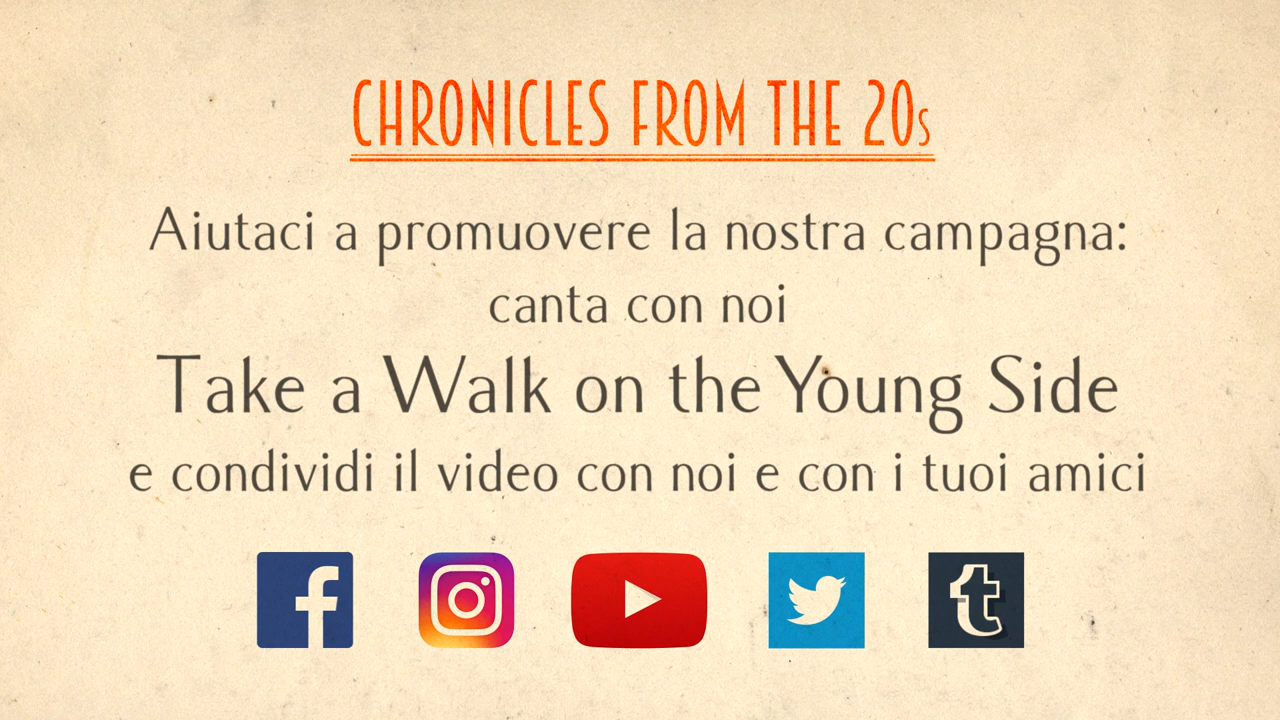 CHRONICLES FROM THE 20s
Aiutaci a promuovere la nostra campagna:
canta con noi
Take a Walk on the Young Side
e condividi il video con noi e con i tuoi amici